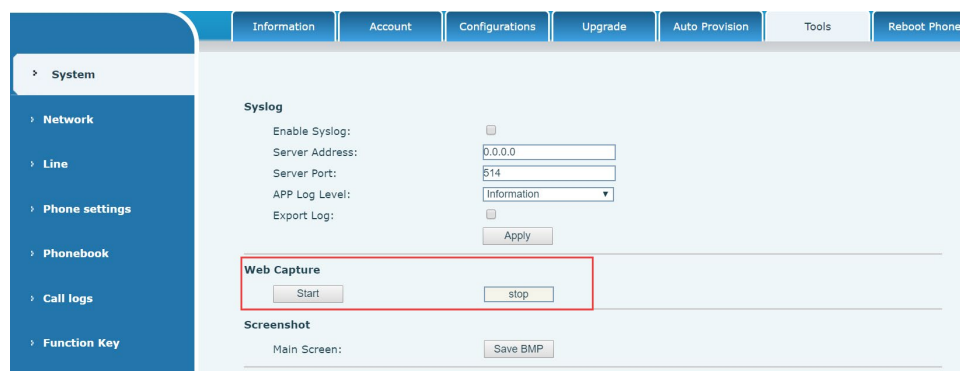 Information Account Configurations Upgrade Auto Provision Tools Reboot Phone
System
Network
Line
Phone settings
Phonebook
Call logs
Function Key
Syslog
Enable Syslog:
Server Address: 0.0.0.0
Server Port: 514
APP Log Level: Information
Export Log:
Apply
Web Capture
Start stop
Screenshot
Main Screen: Save BMP